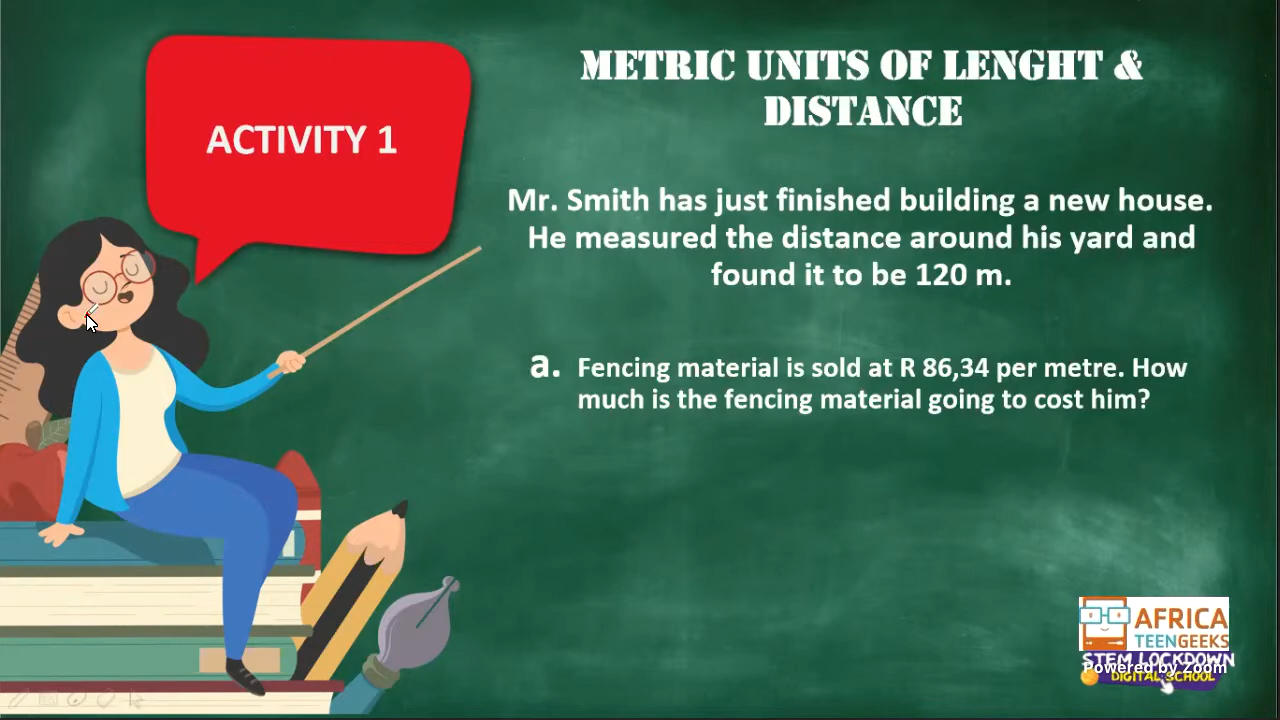 ACTIVITY 1
METRIC UNITS OF LENGHT &
DISTANCE
Mr. Smith has just finished building a new house.
He measured the distance around his yard and
found it to be 120 m.
a. Fencing material is sold at R 86,34 per metre. How
much is the fencing material going to cost him?
AFRICA
TEENGEEKS
STEM LOCKDOWN
Powered by Zoom
DIGITAL SCHOOL